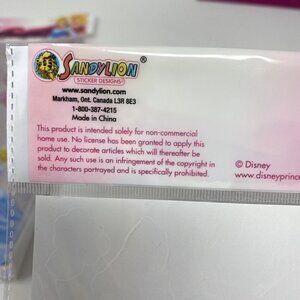 SANDYLION®
STICKER DESIGNS
www.sandylion.com
Markham, Ont. Canada L3R 8E3
1-800-387-4215
Made in China
This product is intended solely for non-commercial
home use. No license has been granted to apply this
product to decorate articles which will thereafter be
sold. Any such use is an infringement of the copyright in
the characters portrayed and is specifically prohibited.
© Disney
www.disneyprince